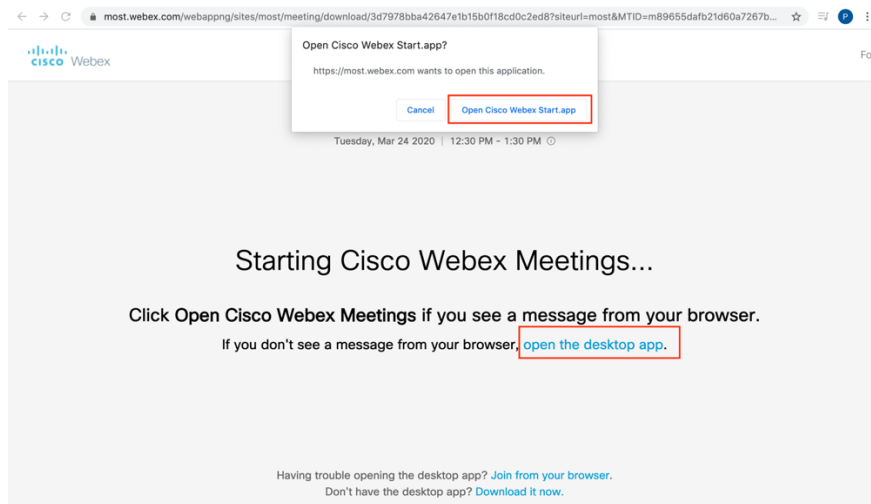 most.webex.com/webappng/sites/most/meeting/download/3d7978bba42647e1b15b0f18cd0c2ed8?siteurl=most&MTID=m89655dafb21d60a7267b...
P
Open Cisco Webex Start.app?
https://most.webex.com wants to open this application.
Cancel
Open Cisco Webex Start.app
CISCO Webex
Fo
Tuesday, Mar 24 2020 | 12:30 PM - 1:30 PM
Starting Cisco Webex Meetings...
Click Open Cisco Webex Meetings if you see a message from your browser.
If you don't see a message from your browser, open the desktop app.
Having trouble opening the desktop app? Join from your browser.
Don't have the desktop app? Download it now.